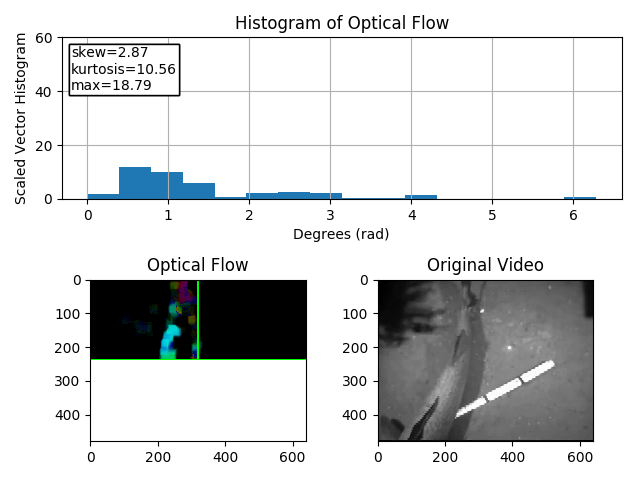 Histogram of Optical Flow
Scaled Vector Histogram
60
40
20
0
skew=2.87
kurtosis=10.56
max=18.79
0 1 2 3 4 5 6
Degrees (rad)
Optical Flow
0
100
200
300
400
0 200 400 600
Original Video
0
100
200
300
400
0 200 400 600